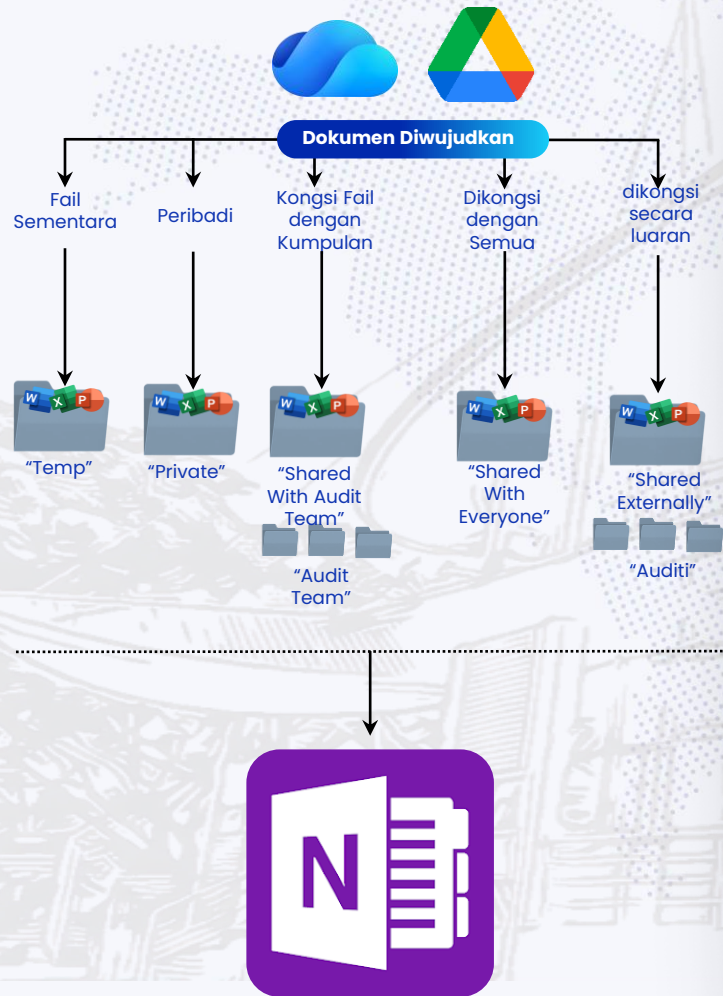 Dokumen Diwujudkan
Fail
Sementara
Peribadi
Kongsi Fail
dengan
Kumpulan
Dikongsi
dengan
Semua
dikongsi
secara
luaran
W X P
W X P
W X P
W X P
W X P
“Temp”
“Private”
“Shared
With Audit
Team”
“Audit
Team”
“Shared
With
Everyone”
“Shared
Externally”
“Auditi”
N